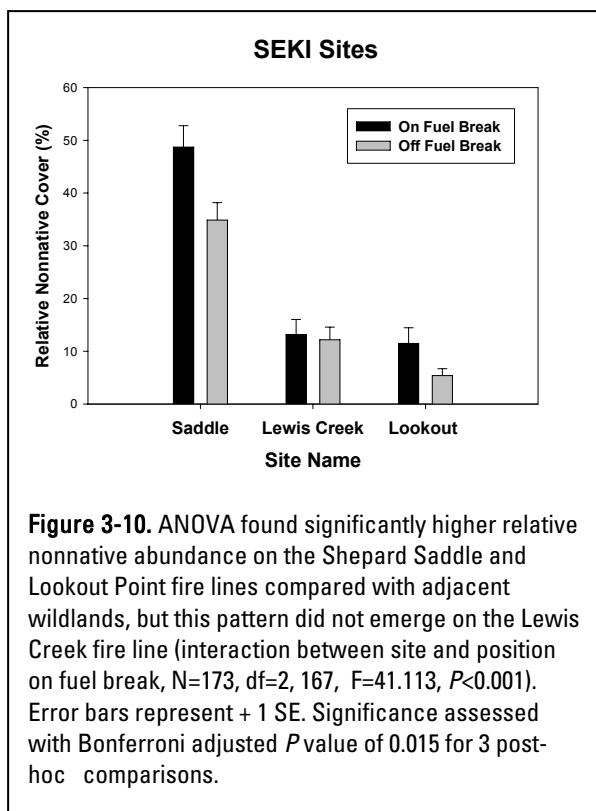 SEKI Sites
60
50
40
30
20
10
0
Relative Nonnative Cover (%)
On Fuel Break
Off Fuel Break
Saddle Lewis Creek Lookout
Site Name
Figure 3-10. ANOVA found significantly higher relative
nonnative abundance on the Shepard Saddle and
Lookout Point fire lines compared with adjacent
wildlands, but this pattern did not emerge on the Lewis
Creek fire line (interaction between site and position
on fuel break, N=173, df=2, 167, F=41.113, P<0.001).
Error bars represent + 1 SE. Significance assessed
with Bonferroni adjusted P value of 0.015 for 3 post-
hoc comparisons.